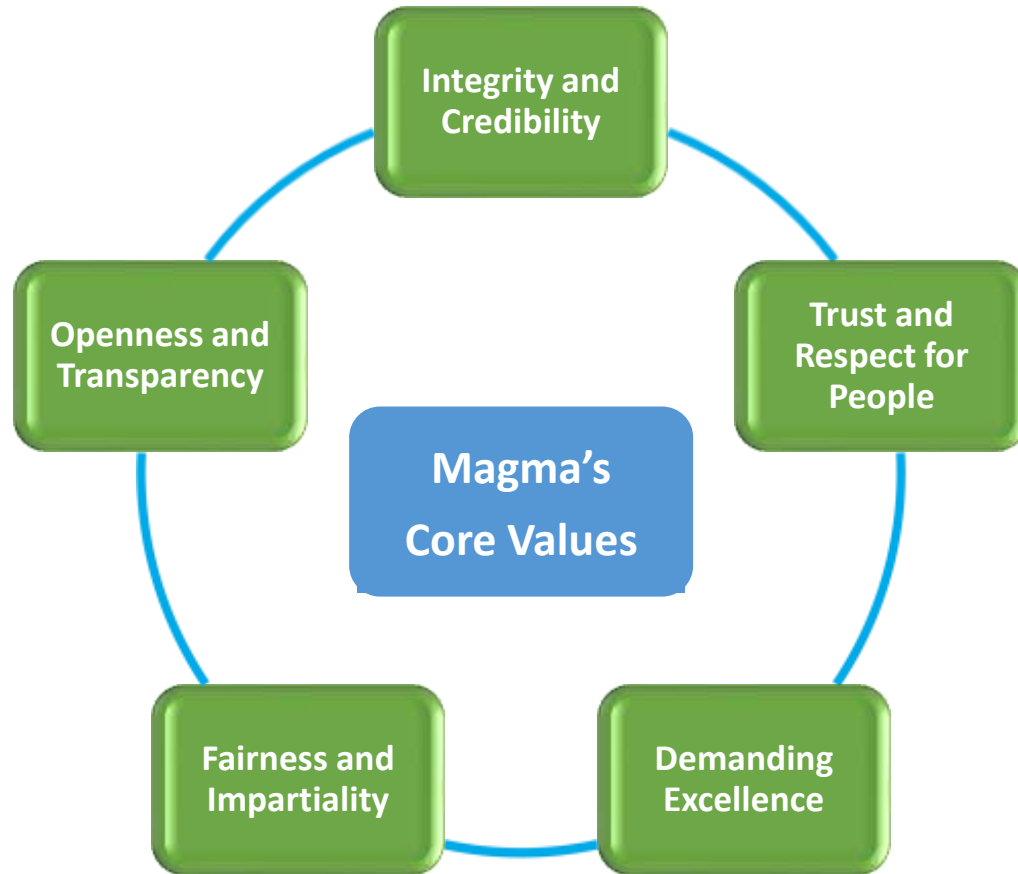 Integrity and
Credibility
Trust and
Respect for
People
Demanding
Excellence
Fairness and
Impartiality
Openness and
Transparency
Magma’s
Core Values